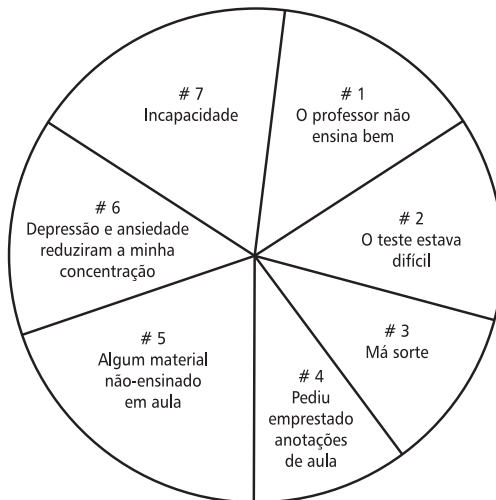 # 1
O professor não
ensina bem
# 2
O teste estava
difícil
# 3
Má sorte
# 4
Pediu
emprestado
anotações
de aula
# 5
Algum material
não-ensinado
em aula
# 6
Depressão e ansiedade
reduziram a minha
concentração
# 7
Incapacidade